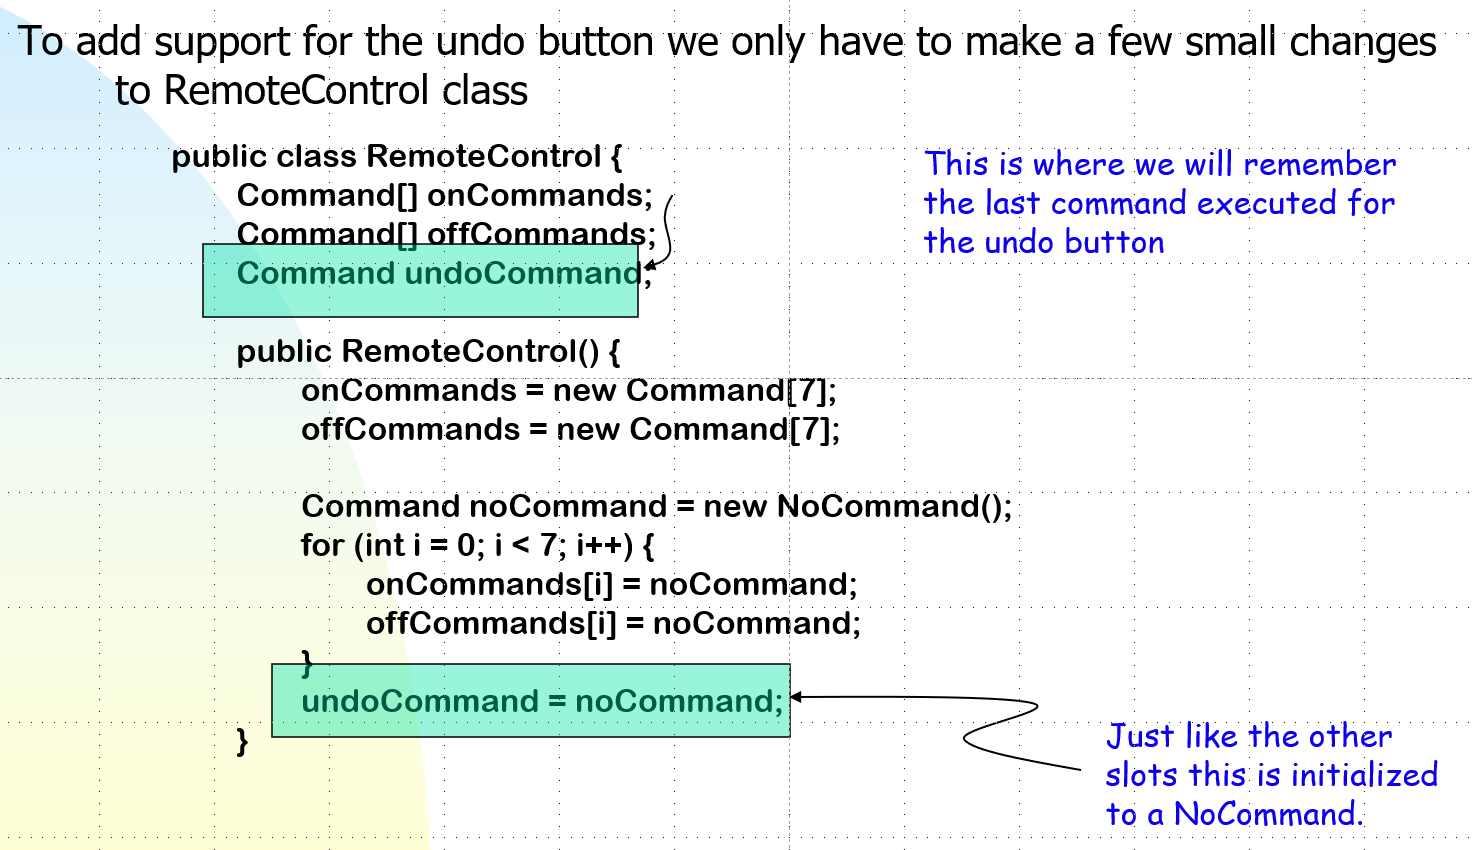 To add support for the undo button we only have to make a few small changes
to RemoteControl class
public class RemoteControl {
Command[] onCommands;
Command[] offCommands;
Command undoCommand;
This is where we will remember
the last command executed for
the undo button
public RemoteControl() {
onCommands = new Command[7];
offCommands = new Command[7];
Command noCommand = new NoCommand();
for (int i = 0; i < 7; i++) {
onCommands[i] = noCommand;
offCommands[i] = noCommand;
}
undoCommand = noCommand;
}
Just like the other
slots this is initialized
to a NoCommand.